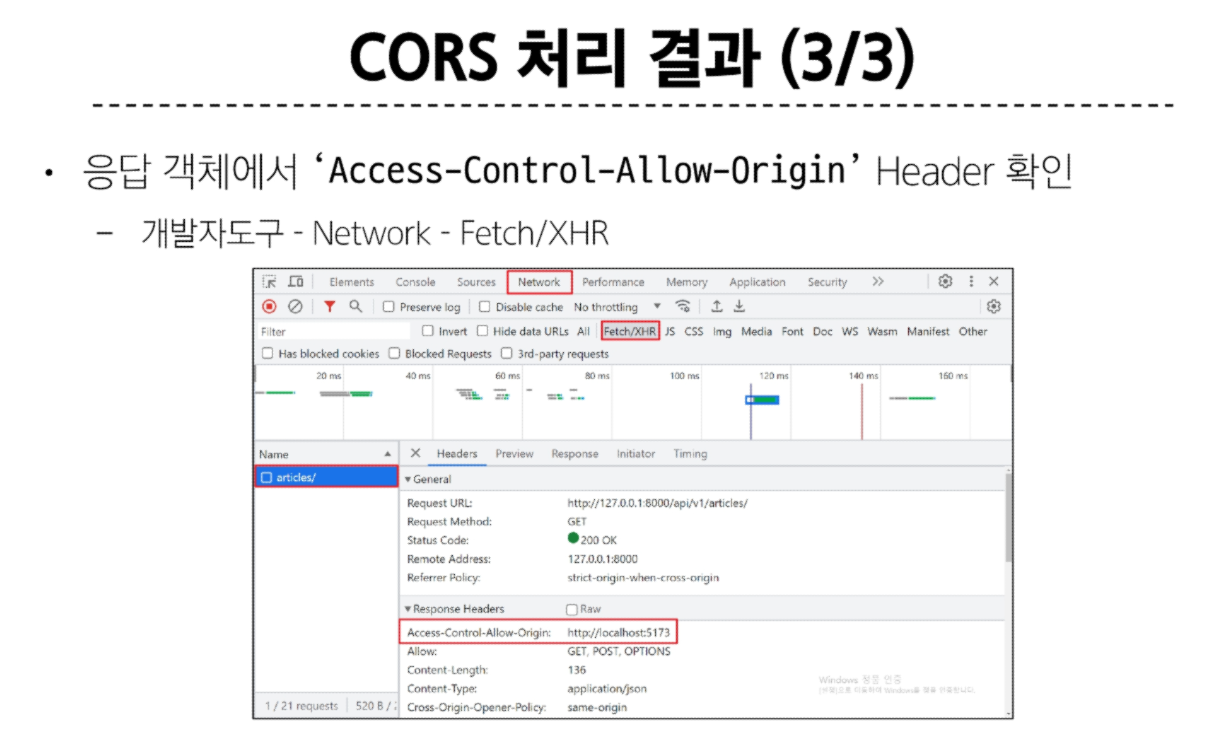 CORS 처리 결과 (3/3)
• 응답 객체에서 ‘Access-Control-Allow-Origin’ Header 확인
– 개발자도구 - Network - Fetch/XHR
Elements Console Sources Network Performance Memory Application Security
Preserve log Disable cache No throttling
Filter Invert Hide data URLs All Fetch/XHR JS CSS Img Media Font Doc WS Wasm Manifest Other
Has blocked cookies Blocked Requests 3rd-party requests
20 ms 40 ms 60 ms 80 ms 100 ms 120 ms 140 ms 160 ms
Name Headers Preview Response Initiator Timing
articles/
General
Request URL: http://127.0.0.1:8000/api/v1/articles/
Request Method: GET
Status Code: 200 OK
Remote Address: 127.0.0.1:8000
Referrer Policy: strict-origin-when-cross-origin
Response Headers Raw
Access-Control-Allow-Origin: http://localhost:5173
Allow: GET, POST, OPTIONS
Content-Length: 136
Content-Type: application/json
Cross-Origin-Opener-Policy: same-origin
Windows 정품 인증
1 / 21 requests 520 B /